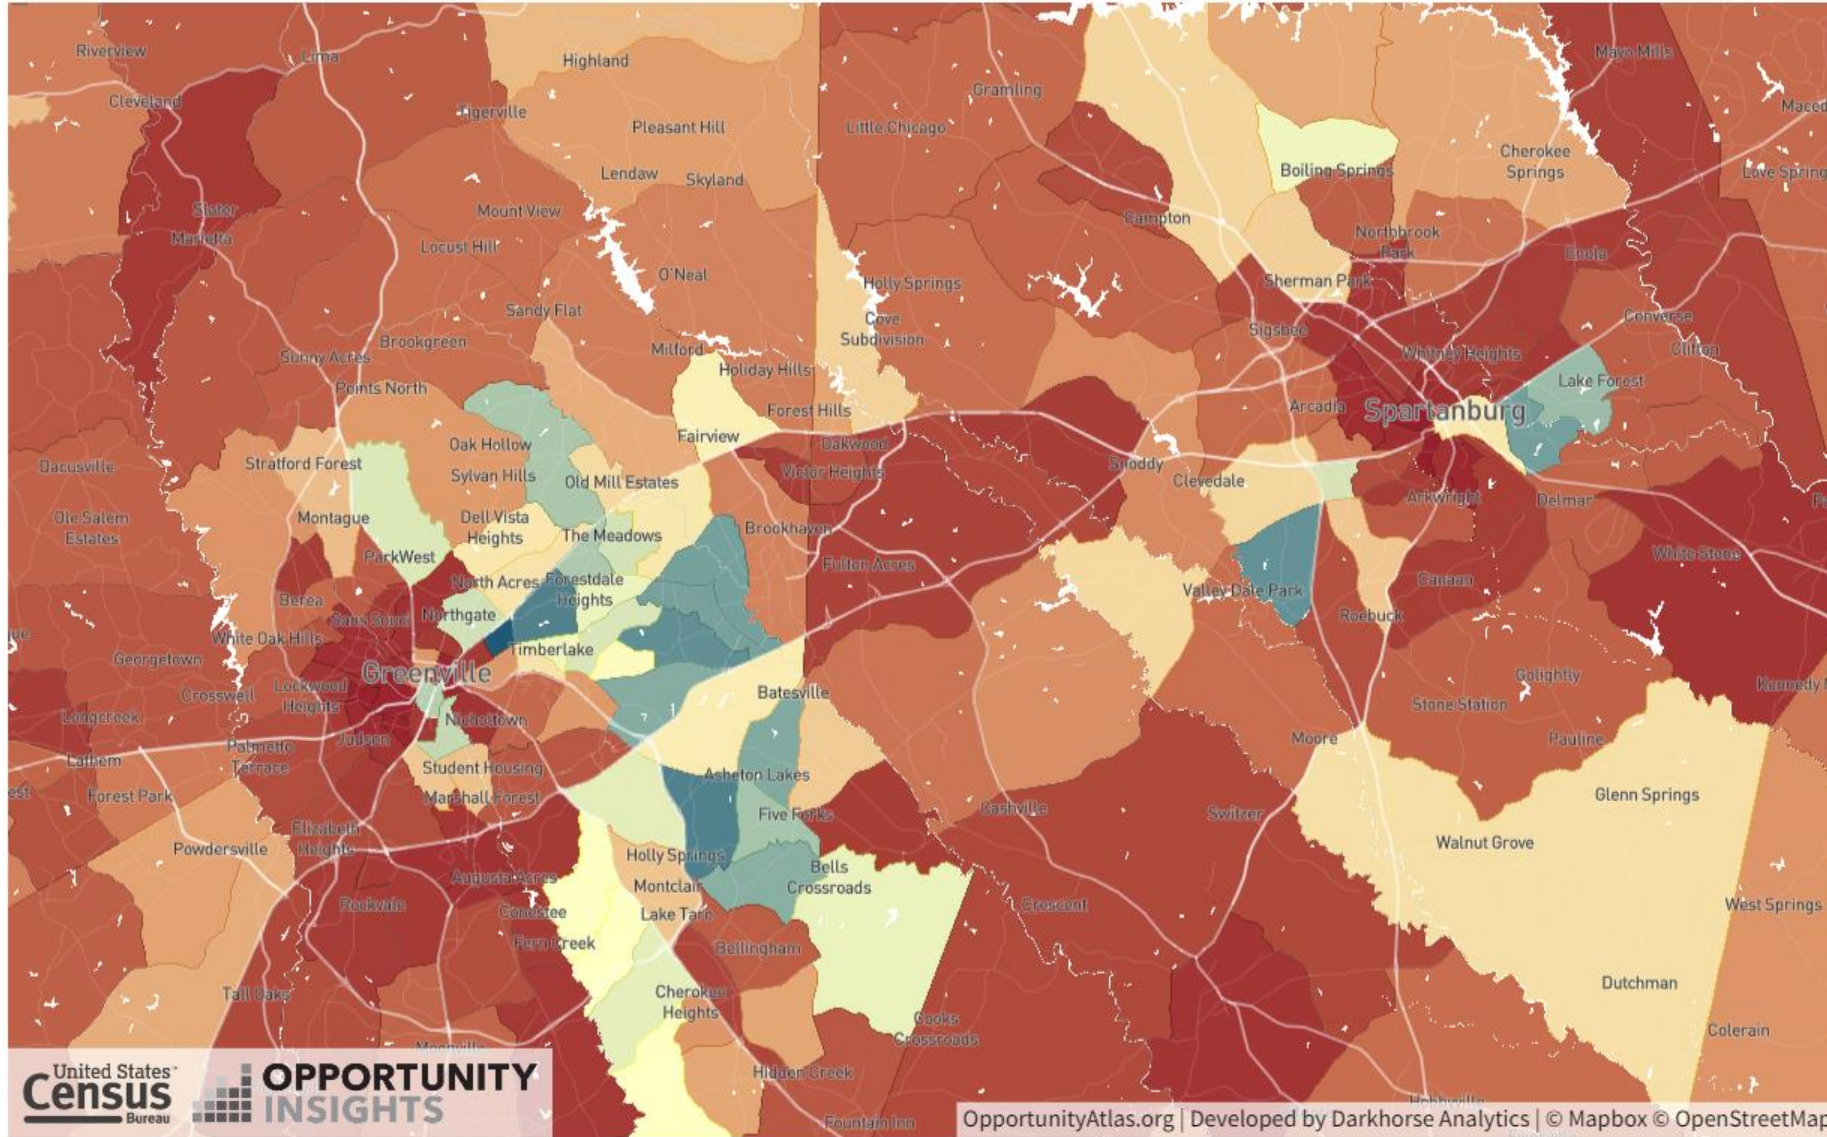 Riverview
Lima
Highland
Mayo Mills
Cleveland
Tigerville
Gramling
Maced
Pleasant Hill
Little Chicago
Cherokee
Springs
Lendaw
Skyland
Boiling Springs
Love Spring
Slater
Marietta
Mount View
Campton
Locust Hill
Northbrook
Park
Enola
O'Neal
Holly Springs
Sherman Park
Sandy Flat
Cove
Subdivision
Converse
Sigsbee
Brookgreen
Sunny Acres
Milford
Whitney Heights
Clifton
Holiday Hills
Points North
Lake Forest
Forest Hills
Arcadia
Spartanburg
Oak Hollow
Fairview
Oakwood
Stratford Forest
Dacusville
Sylvan Hills
Old Mill Estates
Victor Heights
Snoddy
Clevedale
Arkwright
Delmar
Ole Salem
Estates
Montague
Dell Vista
Heights
The Meadows
Brookhaven
ParkWest
White Stone
Fulton Acres
North Acres
Forestdale
Heights
Canaan
Valley Dale Park
Berea
Sans Souci
Northgate
Roebuck
White Oak Hills
Timberlake
Georgetown
Greenville
Golightly
Crosswell
Lockwood
Heights
Batesville
Kennedy
Longcreek
Nicholtown
Stone Station
Judson
Moore
Pauline
Palmetto
Terrace
Lathem
Student Housing
Asheton Lakes
Forest Park
Marshall Forest
Five Forks
Cashville
Switzer
Glenn Springs
Elizabeth
Heights
Powdersville
Holly Springs
Walnut Grove
Bells
Crossroads
Augusta Acres
Montclair
Rockvale
Conestee
Lake Taro
Crescent
West Springs
Fern Creek
Bellingham
Tall Oaks
Cherokee
Heights
Dutchman
Cooks
Crossroads
Colerain
Moonville
Hidden Creek
Hobbyville
Fountain Inn
United States™
Census
Bureau
OPPORTUNITY
INSIGHTS
OpportunityAtlas.org | Developed by Darkhorse Analytics | © Mapbox © OpenStreetMap